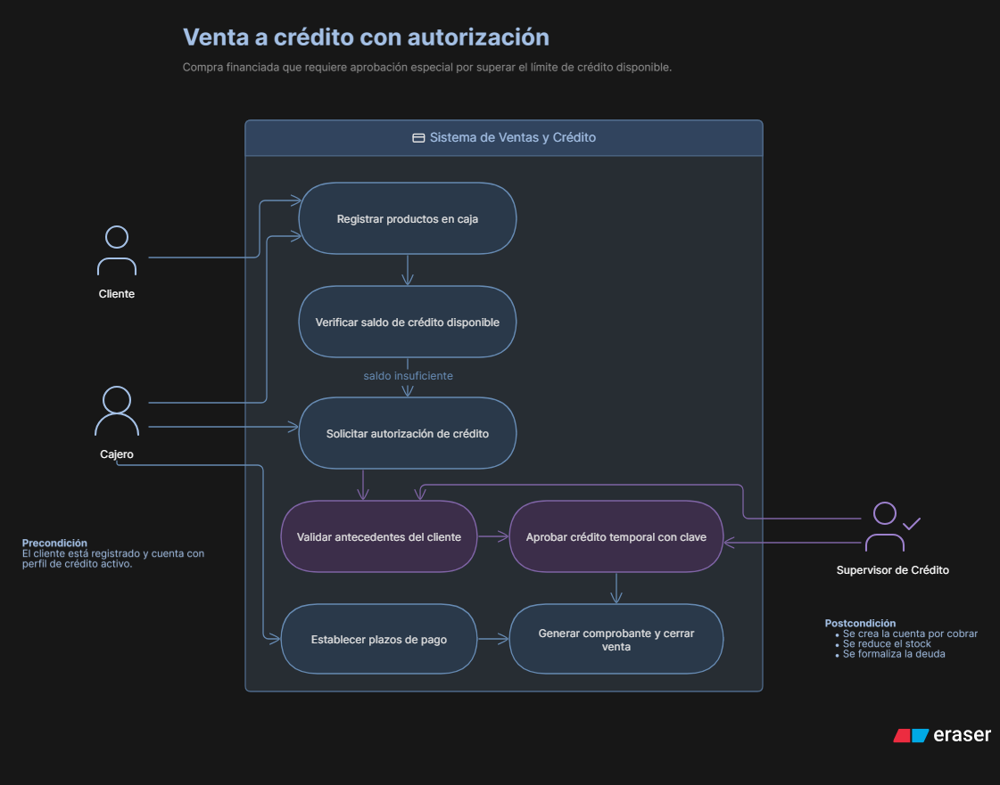 Venta a crédito con autorización
Compra financiada que requiere aprobación especial por superar el límite de crédito disponible.
Sistema de Ventas y Crédito
Registrar productos en caja
Cliente
Verificar saldo de crédito disponible
saldo insuficiente
Solicitar autorización de crédito
Cajero
Validar antecedentes del cliente
Aprobar crédito temporal con clave
Supervisor de Crédito
Precondición
El cliente está registrado y cuenta con
perfil de crédito activo.
Establecer plazos de pago
Generar comprobante y cerrar
venta
Postcondición
• Se crea la cuenta por cobrar
• Se reduce el stock
• Se formaliza la deuda
eraser